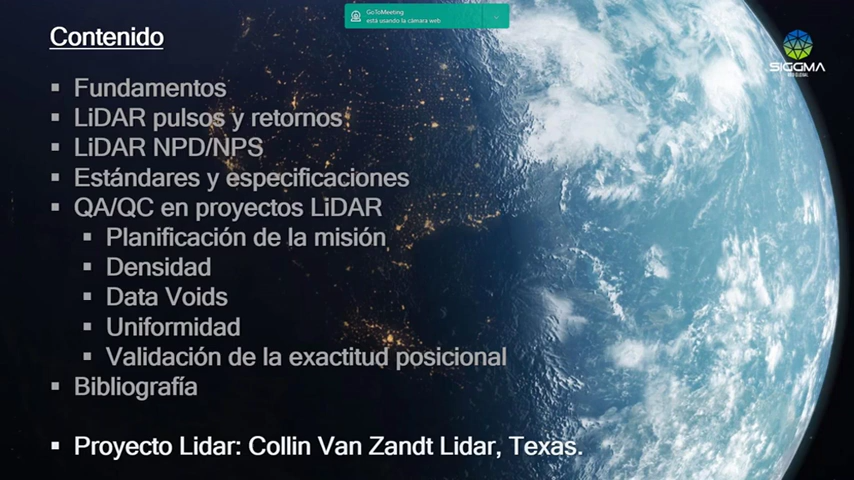 GoToMeeting
está usando la cámara web
Contenido
SIGGMA
▪ Fundamentos
▪ LiDAR pulsos y retornos
▪ LiDAR NPD/NPS
▪ Estándares y especificaciones
▪ QA/QC en proyectos LiDAR
▪ Planificación de la misión
▪ Densidad
▪ Data Voids
▪ Uniformidad
▪ Validación de la exactitud posicional
▪ Bibliografía
▪ Proyecto Lidar: Collin Van Zandt Lidar, Texas.